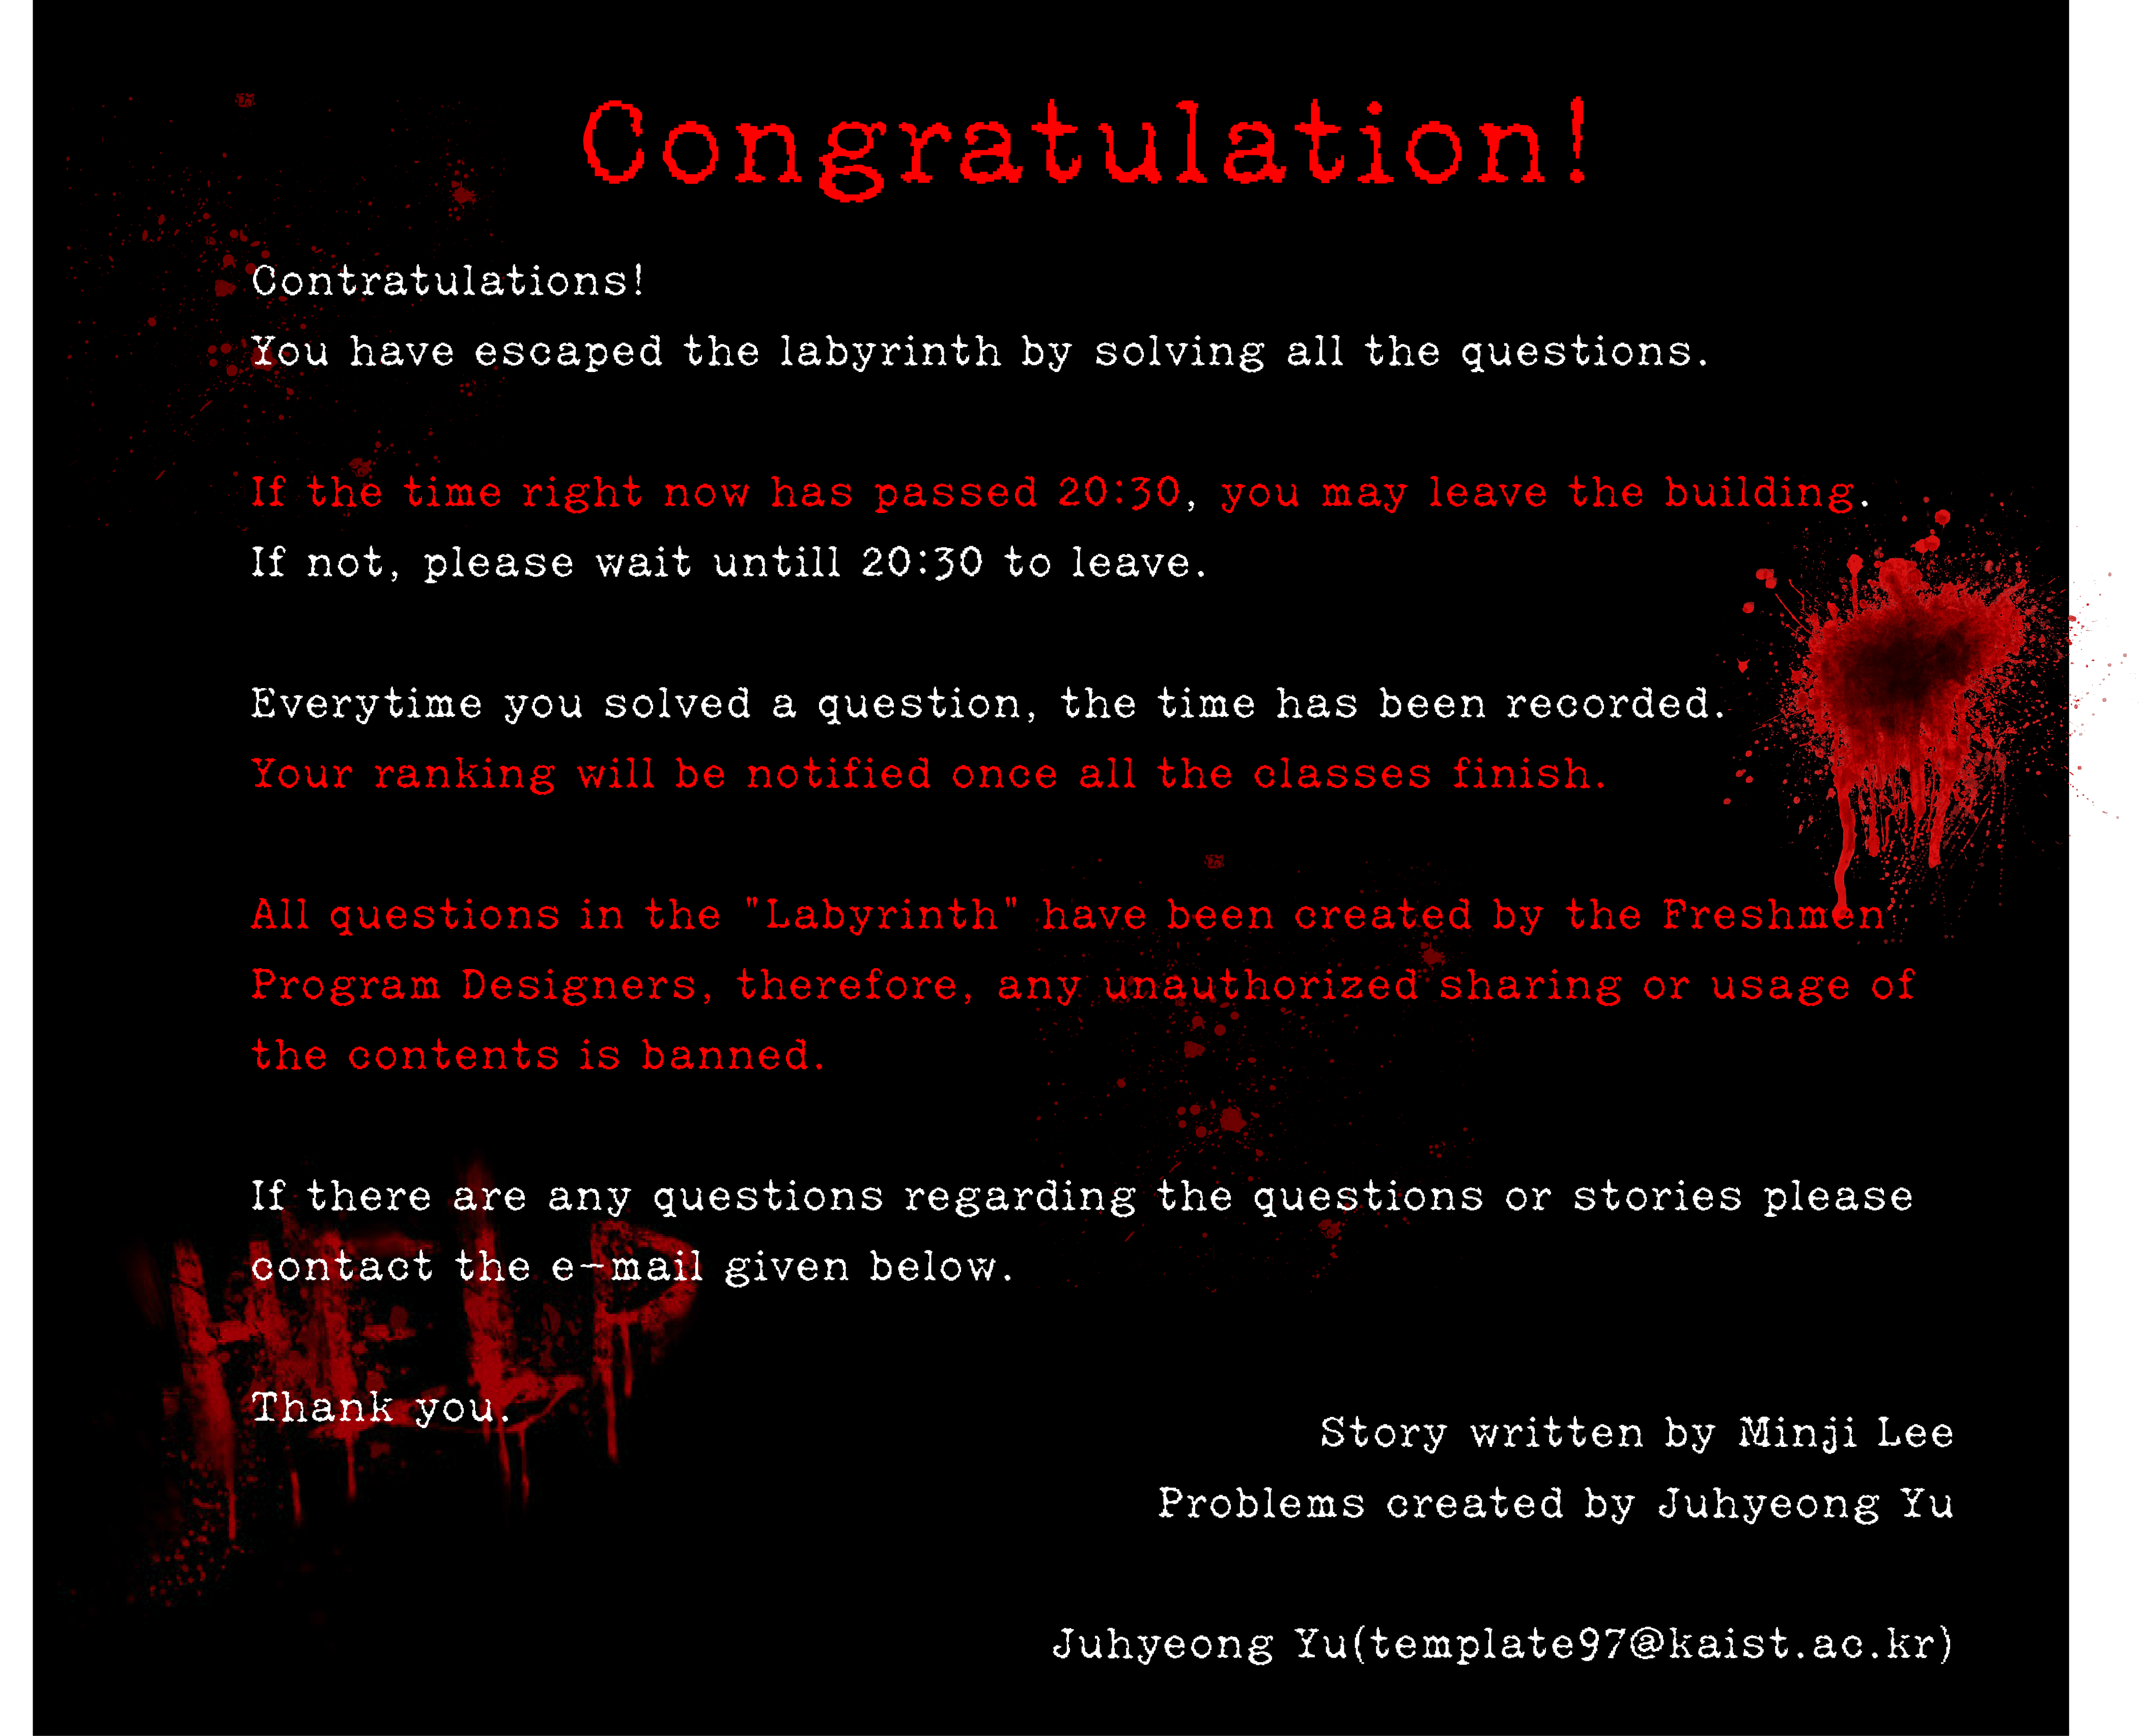 Congratulation!
Contratulations!
You have escaped the labyrinth by solving all the questions.
If the time right now has passed 20:30, you may leave the building.
If not, please wait untill 20:30 to leave.
Everytime you solved a question, the time has been recorded.
Your ranking will be notified once all the classes finish.
All questions in the "Labyrinth" have been created by the Freshmen
Program Designers, therefore, any unauthorized sharing or usage of
the contents is banned.
If there are any questions regarding the questions or stories please
contact the e-mail given below.
HELP
Thank you.
Story written by Minji Lee
Problems created by Juhyeong Yu
Juhyeong Yu(template97@kaist.ac.kr)